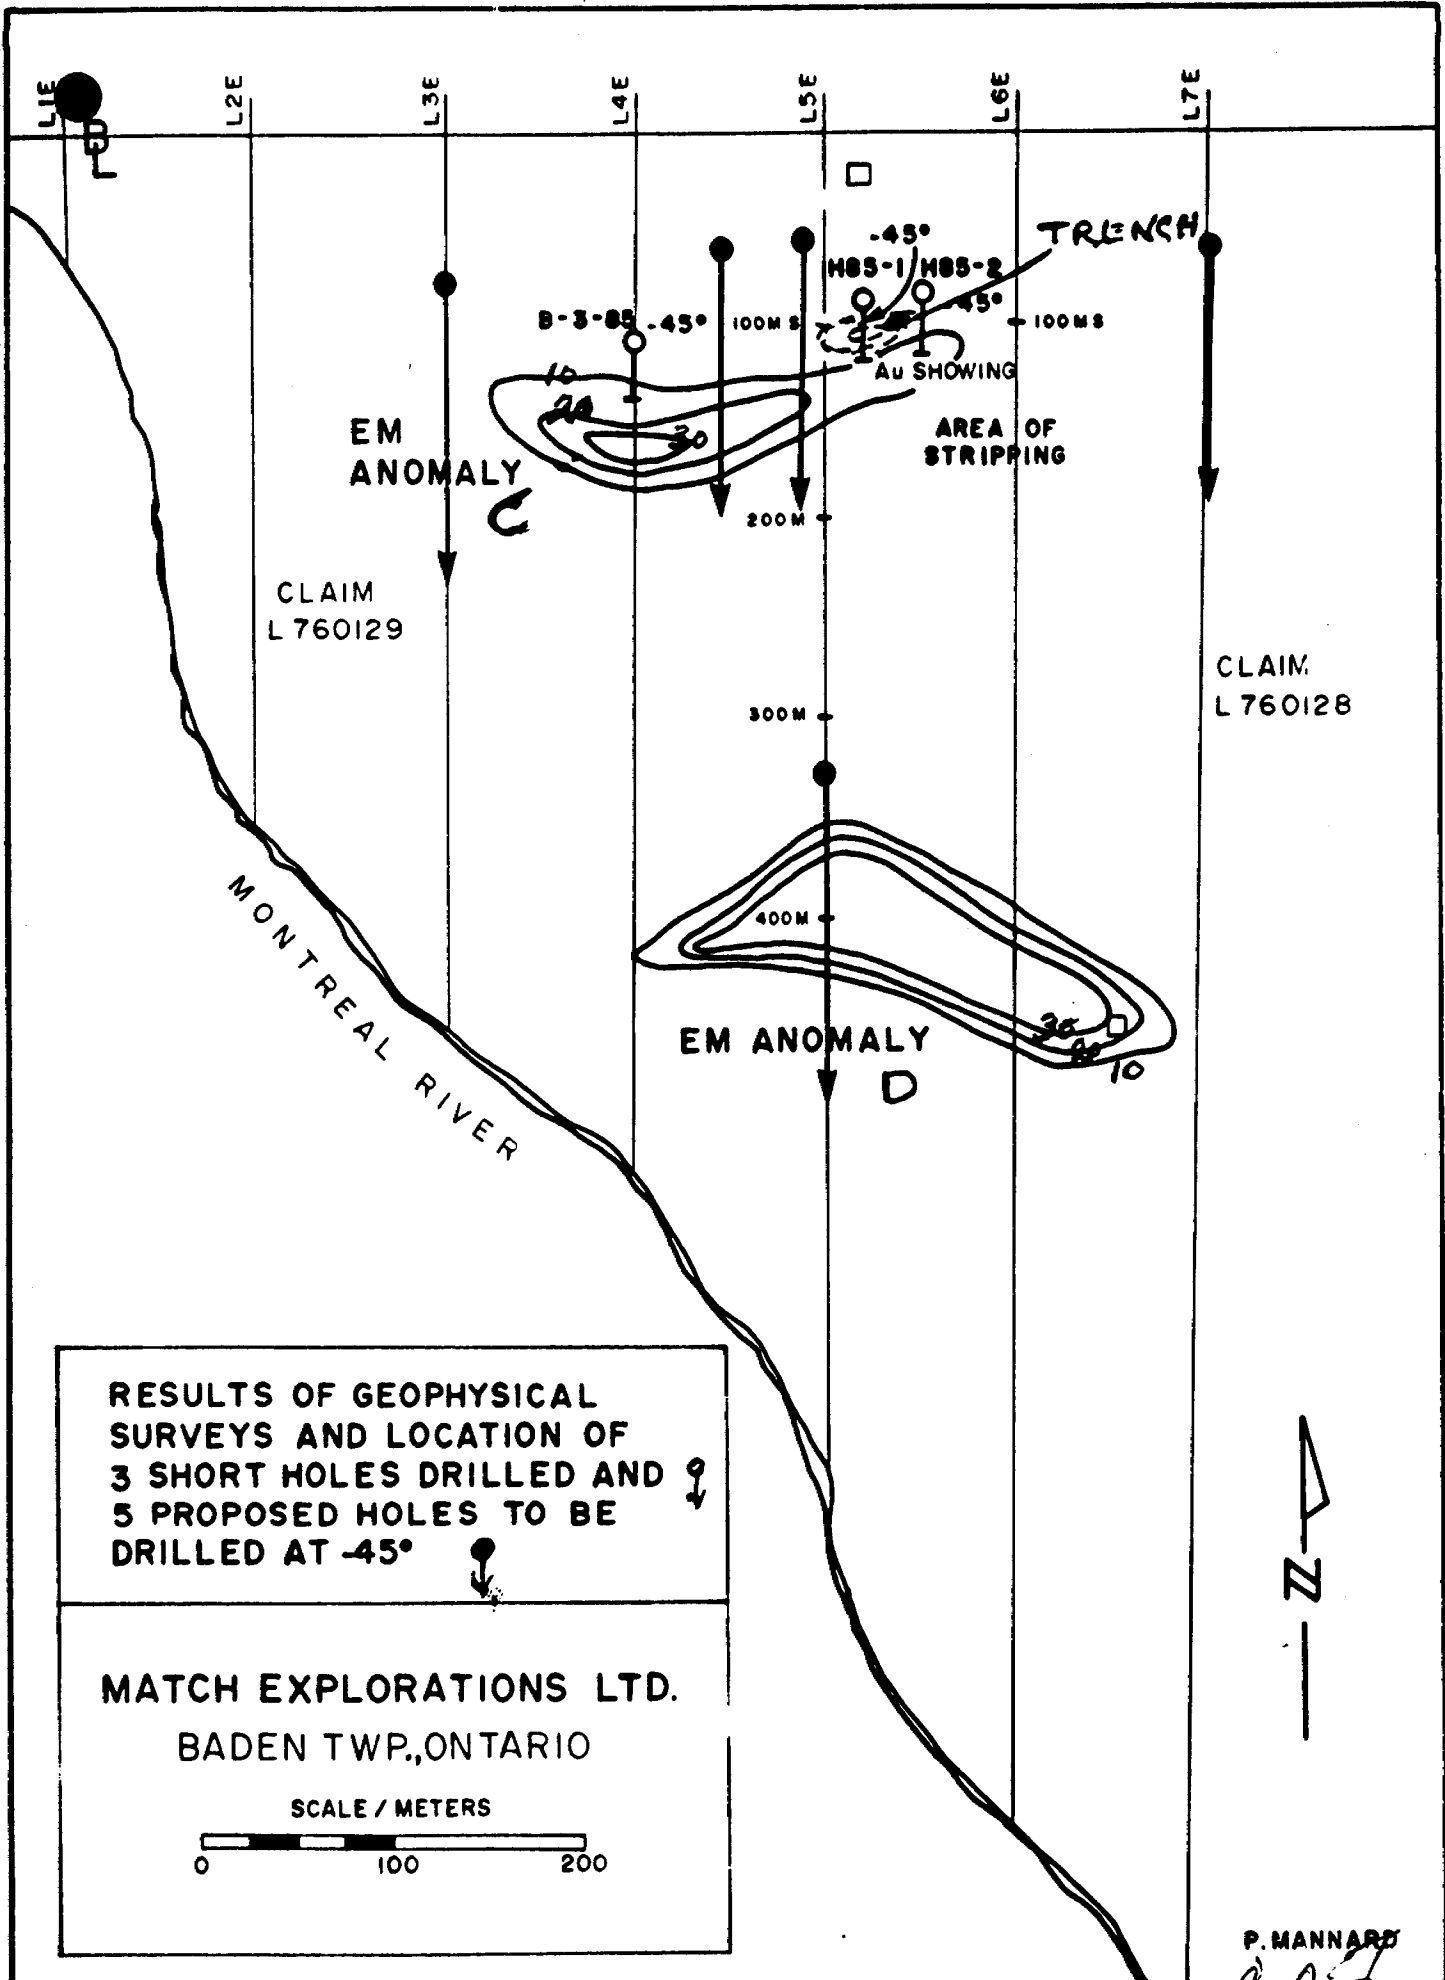 L1E
L2E
L3E
L4E
L5E
L6E
L7E
TRENCH
-45°
H85-1 H85-2
-45°
B-3-85 -45°
100M S
100M S
Au SHOWING
10
20
30
EM
ANOMALY
C
AREA OF
STRIPPING
200M
CLAIM
L 760129
CLAIM
L 760128
300M
400M
MONTREAL RIVER
EM ANOMALY
D
30
20
10
RESULTS OF GEOPHYSICAL
SURVEYS AND LOCATION OF
3 SHORT HOLES DRILLED AND
5 PROPOSED HOLES TO BE
DRILLED AT -45°
N
MATCH EXPLORATIONS LTD.
BADEN TWP., ONTARIO
SCALE / METERS
0 100 200
P. MANNARD